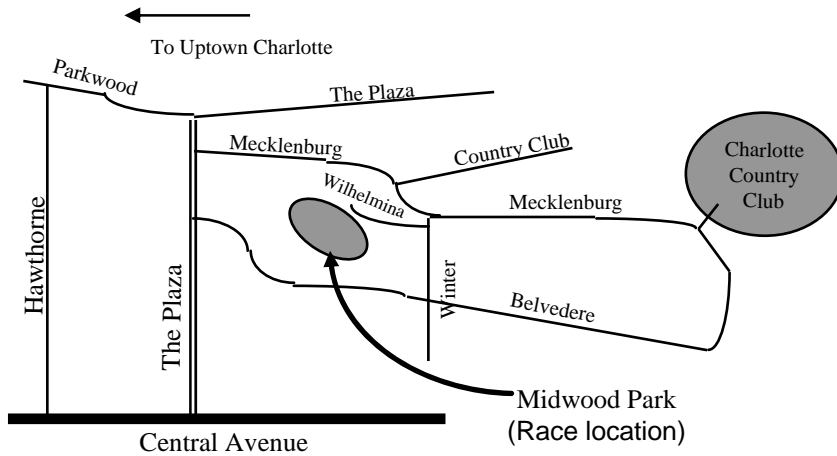 To Uptown Charlotte
Parkwood
The Plaza
Mecklenburg
Country Club
Charlotte
Country
Club
Wilhelmina
Mecklenburg
Hawthorne
The Plaza
Winter
Belvedere
Midwood Park
(Race location)
Central Avenue